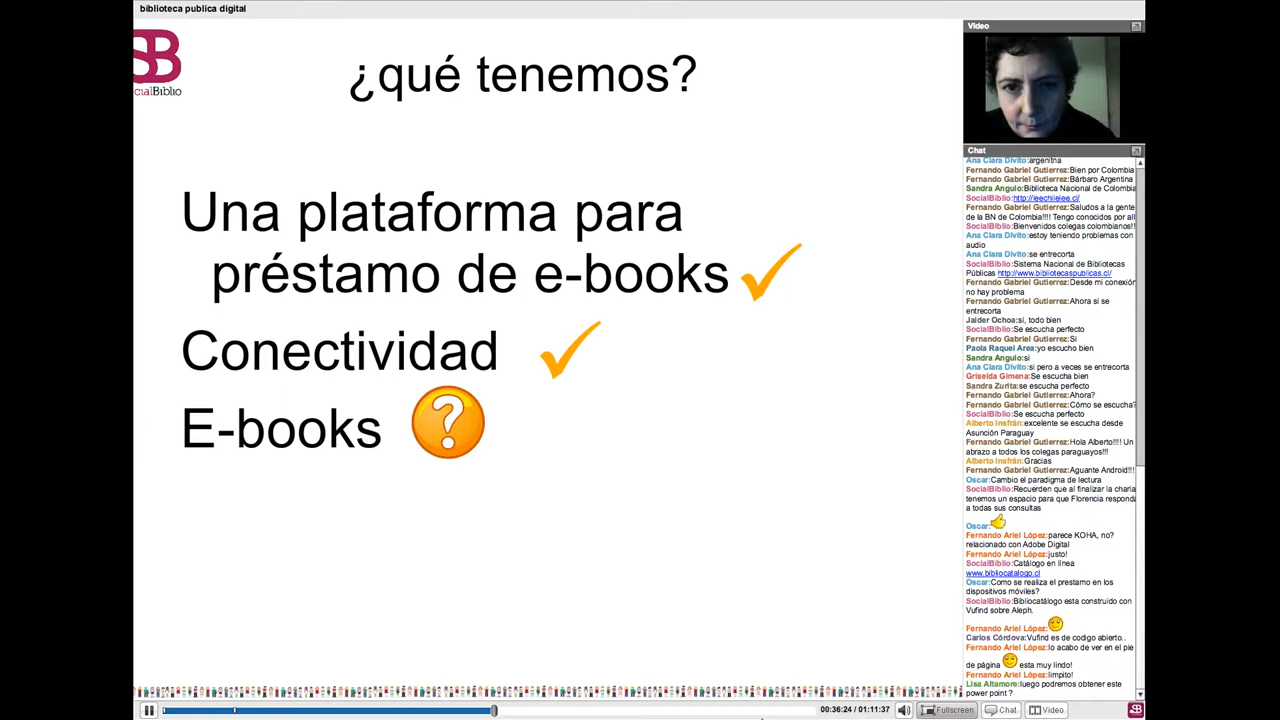 biblioteca publica digital
SB
cialBiblio
¿qué tenemos?
Una plataforma para
préstamo de e-books
Conectividad
E-books
?
Video
Chat
Ana Clara Divito:argenitna
Fernando Gabriel Gutierrez:Bien por Colombia
Fernando Gabriel Gutierrez:Bárbaro Argentina
Sandra Angulo:Biblioteca Nacional de Colombia
SocialBiblio:http://leechilelee.cl/
Fernando Gabriel Gutierrez:Saludos a la gente
de la BN de Colombia!!!! Tengo conocidos por all
SocialBiblio:Bienvenidos colegas colombianos!!
Ana Clara Divito:estoy teniendo problemas con
audio
Ana Clara Divito:se entrecorta
SocialBiblio:Sistema Nacional de Bibliotecas
Públicas http://www.bibliotecaspublicas.cl/
Fernando Gabriel Gutierrez:Desde mi conexión
no hay problema
Fernando Gabriel Gutierrez:Ahora si se
entrecorta
Jaider Ochoa:sí, todo bien
SocialBiblio:Se escucha perfecto
Fernando Gabriel Gutierrez:Si
Paola Raquel Area:yo escucho bien
Sandra Angulo:si
Ana Clara Divito:si pero a veces se entrecorta
Griselda Gimena:Se escucha bien
Sandra Zurita:se escucha perfecto
Fernando Gabriel Gutierrez:Ahora?
Fernando Gabriel Gutierrez:Cómo se escucha?
SocialBiblio:Se escucha perfecto
Alberto Insfrán:excelente se escucha desde
Asunción Paraguay
Fernando Gabriel Gutierrez:Hola Alberto!!!! Un
abrazo a todos los colegas paraguayos!!!
Alberto Insfrán:Gracias
Fernando Gabriel Gutierrez:Aguante Android!!!
Oscar:Cambio el paradigma de lectura
SocialBiblio:Recuerden que al finalizar la charla
tenemos un espacio para que Florencia responda
a todas sus consultas
Oscar:
Fernando Ariel López:parece KOHA, no?
relacionado con Adobe Digital
Fernando Ariel López:justo!
SocialBiblio:Catálogo en línea
www.bibliocatalogo.cl
Oscar:Como se realiza el prestamo en los
dispositivos móviles?
SocialBiblio:Bibliocatálogo esta construido con
Vufind sobre Aleph.
Fernando Ariel López:
Carlos Córdova:Vufind es de codigo abierto..
Fernando Ariel López:lo acabo de ver en el pie
de página esta muy lindo!
Fernando Ariel López:limpito!
Lisa Altamore:luego podremos obtener este
power point ?
00:36:24 / 01:11:37
Fullscreen
Chat
Video
SB